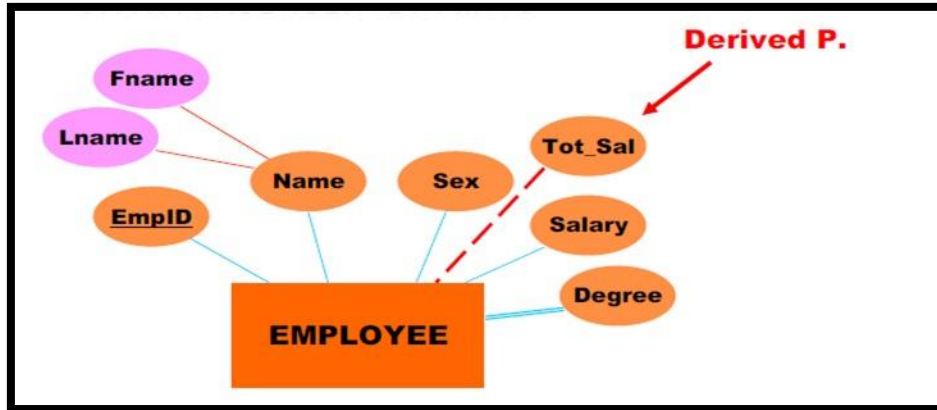 Derived P.
Fname
Lname
Tot_Sal
Name
Sex
EmpID
Salary
Degree
EMPLOYEE